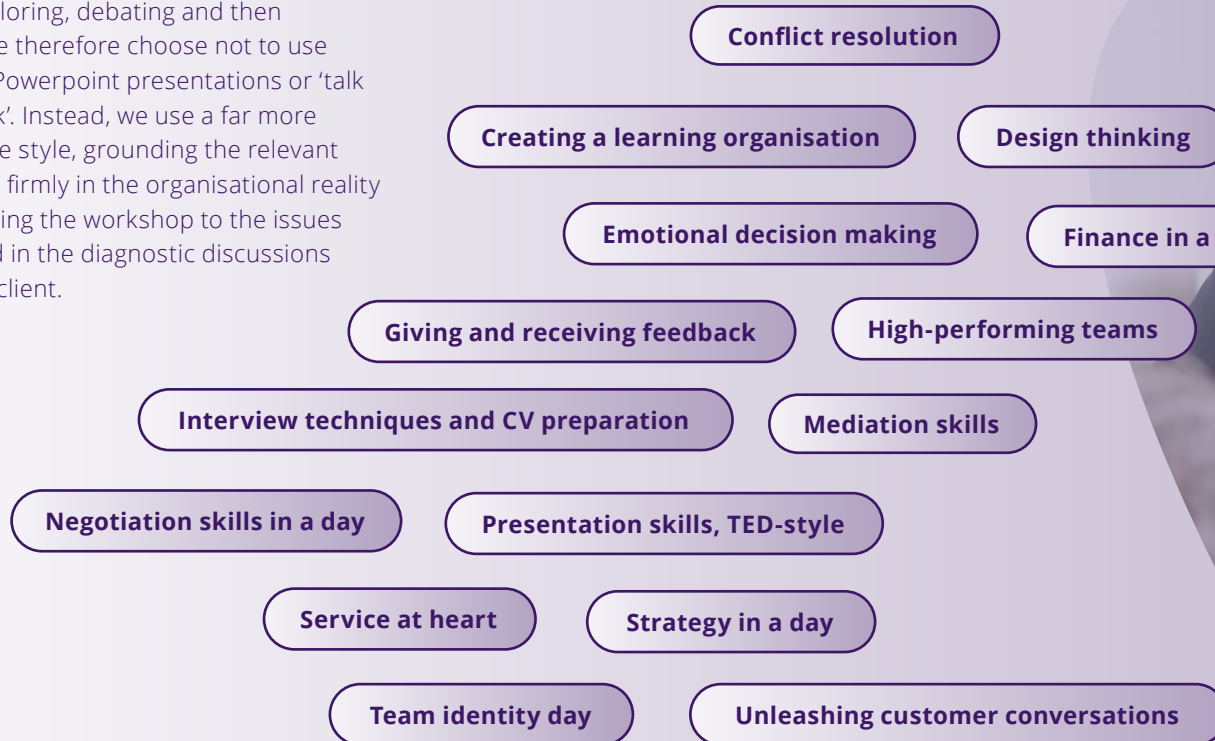 loring, debating and then
e therefore choose not to use
Powerpoint presentations or ‘talk
k’. Instead, we use a far more
e style, grounding the relevant
firmly in the organisational reality
ing the workshop to the issues
d in the diagnostic discussions
client.
Conflict resolution
Creating a learning organisation
Design thinking
Emotional decision making
Finance in a
Giving and receiving feedback
High-performing teams
Interview techniques and CV preparation
Mediation skills
Negotiation skills in a day
Presentation skills, TED-style
Service at heart
Strategy in a day
Team identity day
Unleashing customer conversations